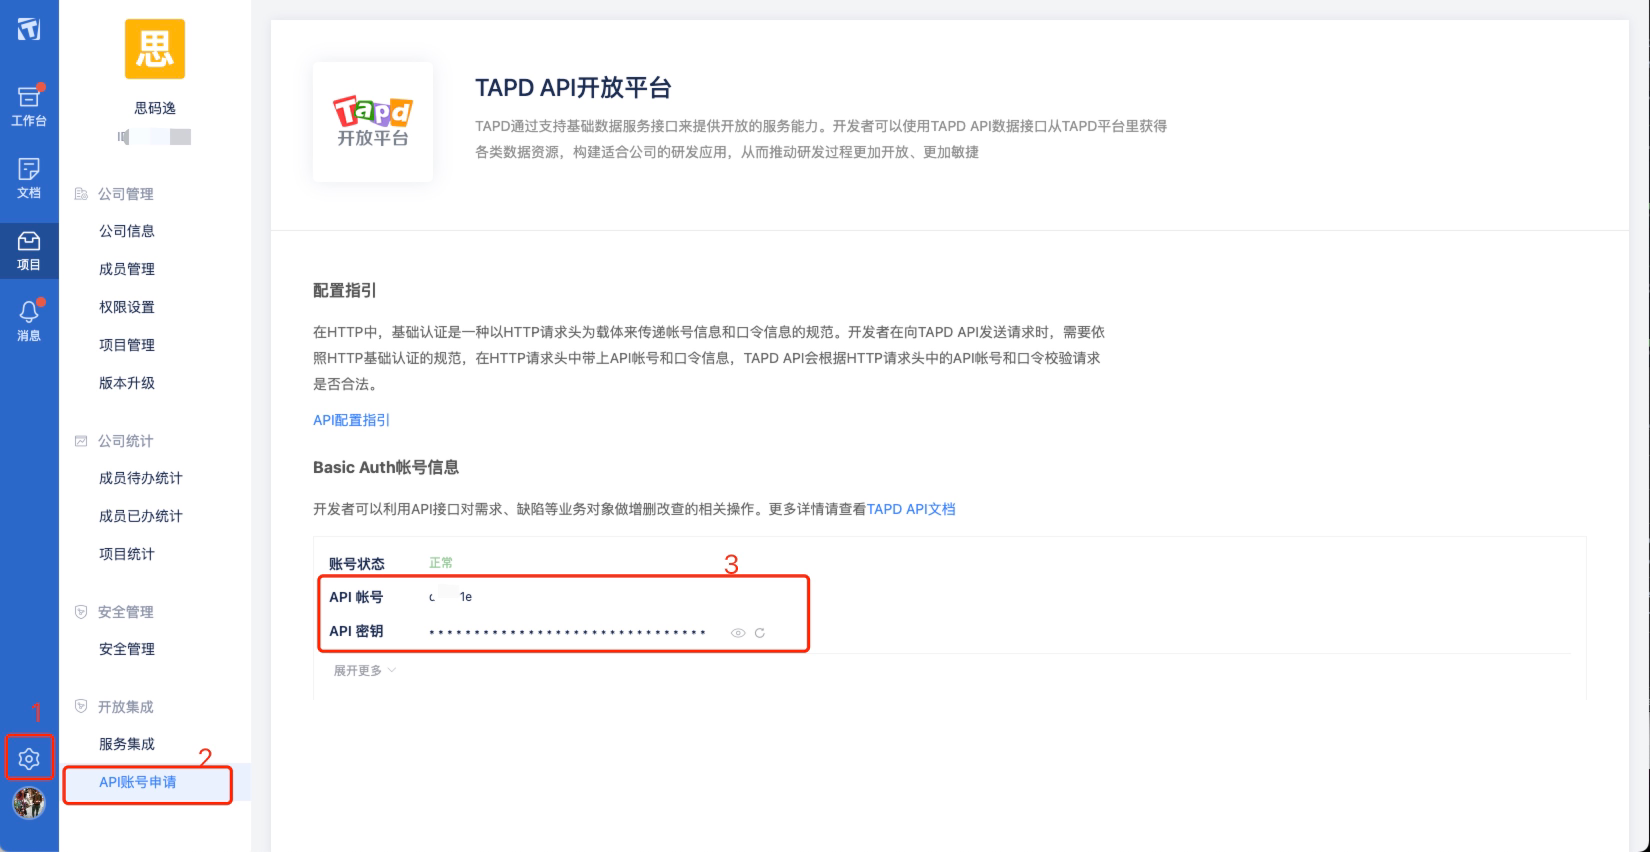 工作台
文档
项目
消息
1
思
思码逸
公司管理
公司信息
成员管理
权限设置
项目管理
版本升级
公司统计
成员待办统计
成员已办统计
项目统计
安全管理
安全管理
开放集成
服务集成
2
API账号申请
Tapd
开放平台
TAPD API开放平台
TAPD通过支持基础数据服务接口来提供开放的服务能力。开发者可以使用TAPD API数据接口从TAPD平台里获得
各类数据资源，构建适合公司的研发应用，从而推动研发过程更加开放、更加敏捷
配置指引
在HTTP中，基础认证是一种以HTTP请求头为载体来传递帐号信息和口令信息的规范。开发者在向TAPD API发送请求时，需要依
照HTTP基础认证的规范，在HTTP请求头中带上API帐号和口令信息，TAPD API会根据HTTP请求头中的API帐号和口令校验请求
是否合法。
API配置指引
Basic Auth帐号信息
开发者可以利用API接口对需求、缺陷等业务对象做增删改查的相关操作。更多详情请查看TAPD API文档
账号状态 正常
3
API 帐号 1e
API 密钥 *******************************
展开更多